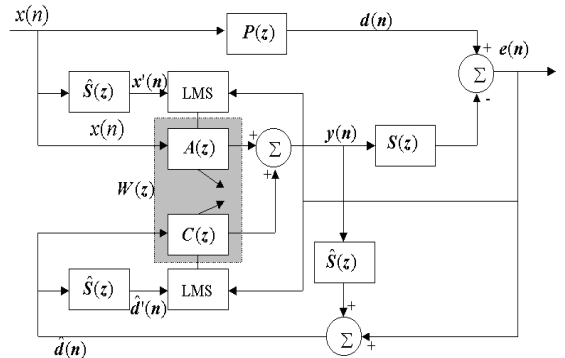 x(n)
P(z)
d(n)
+
e(n)
Σ
-
Ŝ(z)
x'(n)
LMS
x(n)
A(z)
+
Σ
+
y(n)
S(z)
W(z)
C(z)
Ŝ(z)
Ŝ(z)
d̂'(n)
LMS
+
d̂(n)
Σ
+